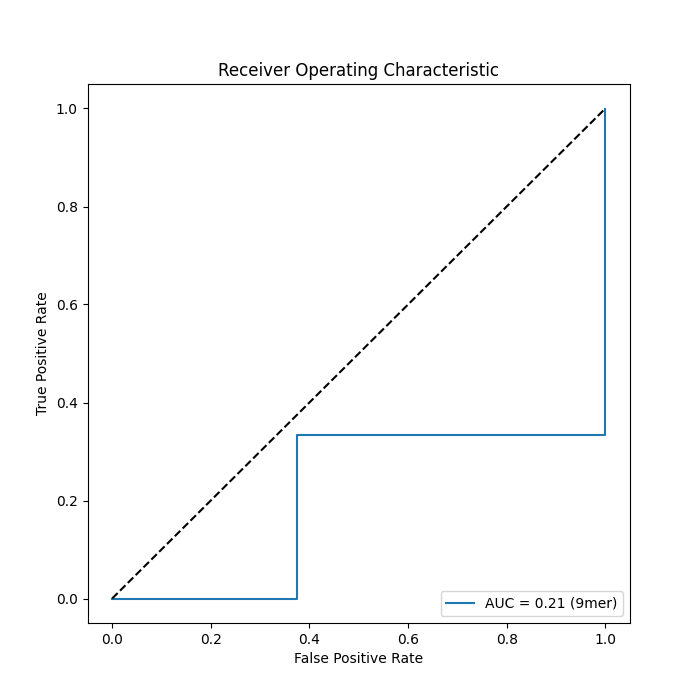 Receiver Operating Characteristic
1.0
0.8
0.6
0.4
0.2
0.0
True Positive Rate
AUC = 0.21 (9mer)
0.0 0.2 0.4 0.6 0.8 1.0
False Positive Rate